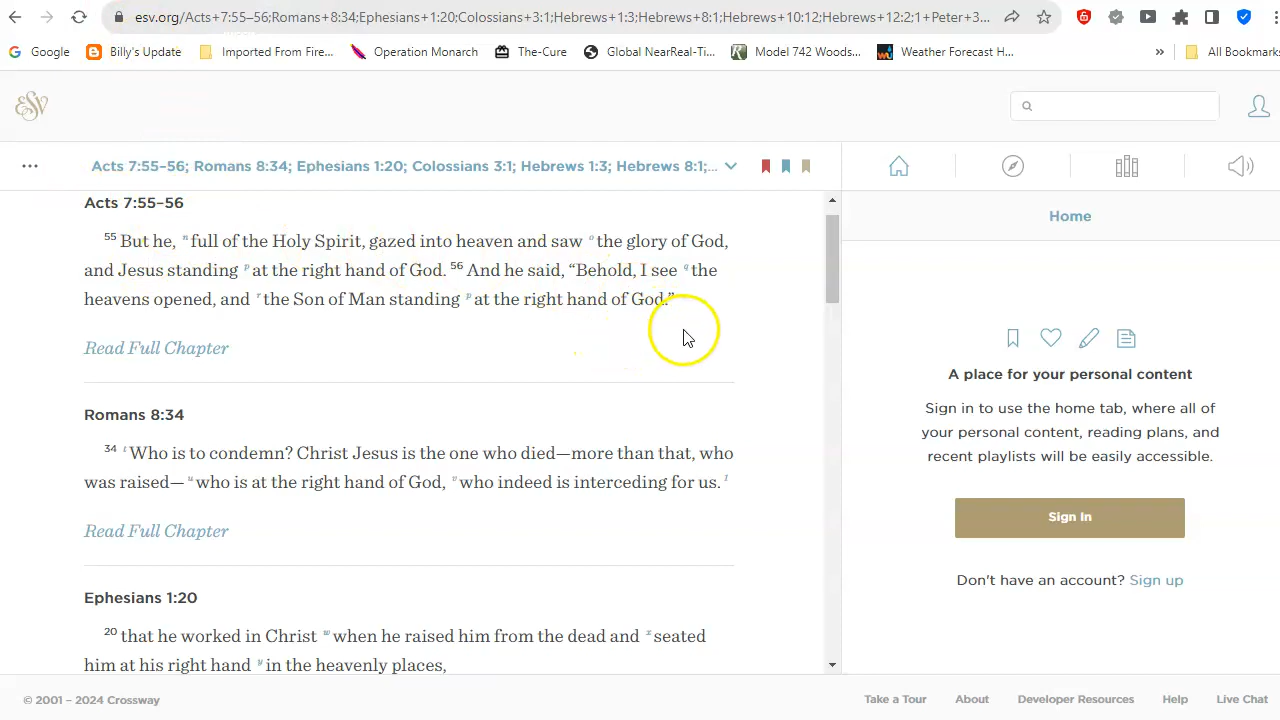 esv.org/Acts+7:55–56;Romans+8:34;Ephesians+1:20;Colossians+3:1;Hebrews+1:3;Hebrews+8:1;Hebrews+10:12;Hebrews+12:2;1+Peter+3...
Google Billy's Update Imported From Fire... Operation Monarch The-Cure Global NearReal-Ti... Model 742 Woods... Weather Forecast H... » All Bookmarks
ESV
Acts 7:55–56; Romans 8:34; Ephesians 1:20; Colossians 3:1; Hebrews 1:3; Hebrews 8:1;...
Acts 7:55–56
55 But he, n full of the Holy Spirit, gazed into heaven and saw o the glory of God,
and Jesus standing p at the right hand of God. 56 And he said, “Behold, I see q the
heavens opened, and r the Son of Man standing p at the right hand of God.”
Read Full Chapter
Romans 8:34
34 t Who is to condemn? Christ Jesus is the one who died—more than that, who
was raised—u who is at the right hand of God, v who indeed is interceding for us. 1
Read Full Chapter
Ephesians 1:20
20 that he worked in Christ w when he raised him from the dead and x seated
him at his right hand y in the heavenly places,
Home
A place for your personal content
Sign in to use the home tab, where all of
your personal content, reading plans, and
recent playlists will be easily accessible.
Sign In
Don't have an account? Sign up
© 2001 – 2024 Crossway
Take a Tour About Developer Resources Help Live Chat